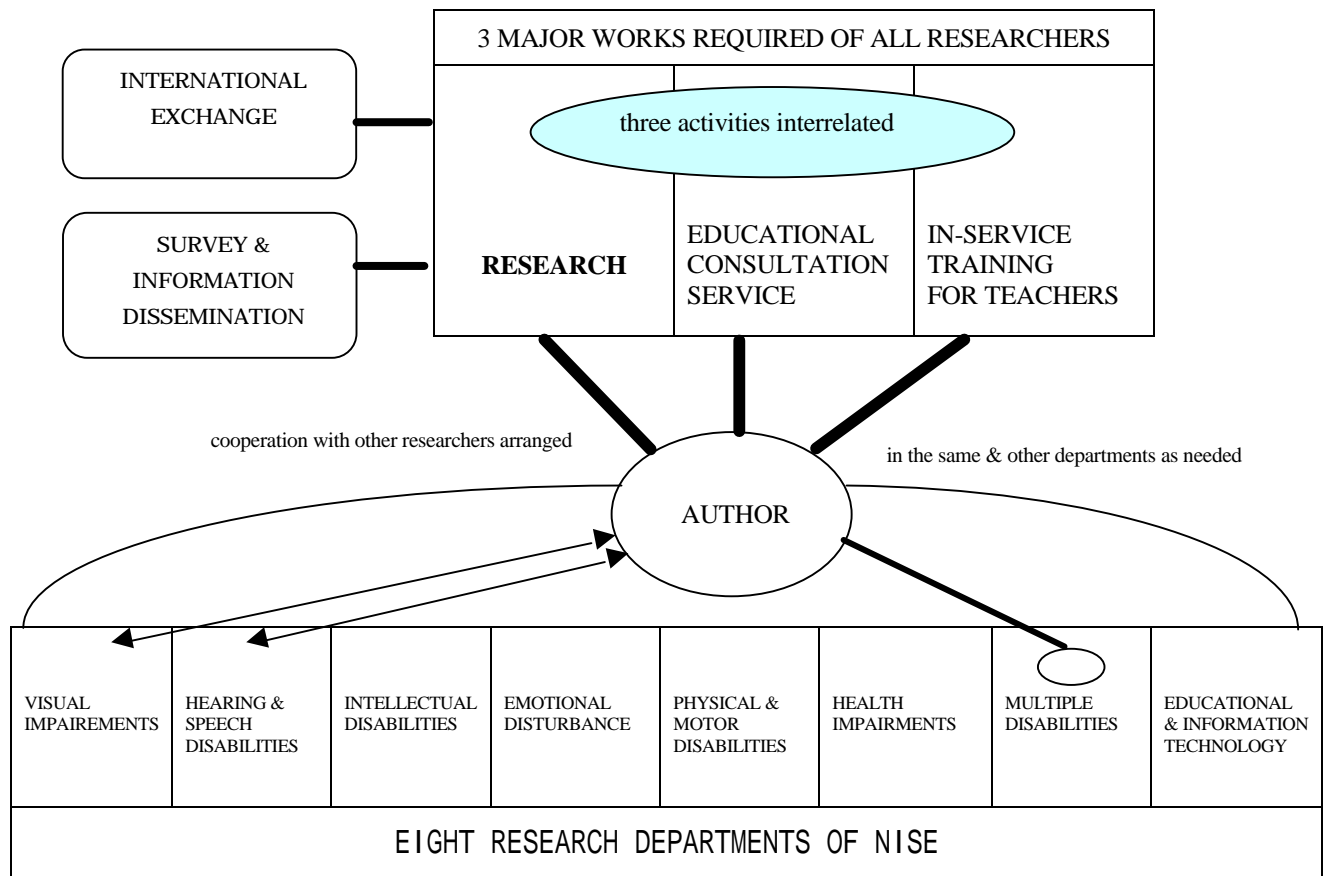 3 MAJOR WORKS REQUIRED OF ALL RESEARCHERS
INTERNATIONAL
EXCHANGE
three activities interrelated
SURVEY &
INFORMATION
DISSEMINATION
RESEARCH
EDUCATIONAL
CONSULTATION
SERVICE
IN-SERVICE
TRAINING
FOR TEACHERS
cooperation with other researchers arranged
in the same & other departments as needed
AUTHOR
VISUAL
IMPAIREMENTS
HEARING &
SPEECH
DISABILITIES
INTELLECTUAL
DISABILITIES
EMOTIONAL
DISTURBANCE
PHYSICAL &
MOTOR
DISABILITIES
HEALTH
IMPAIRMENTS
MULTIPLE
DISABILITIES
EDUCATIONAL
& INFORMATION
TECHNOLOGY
EIGHT RESEARCH DEPARTMENTS OF NISE